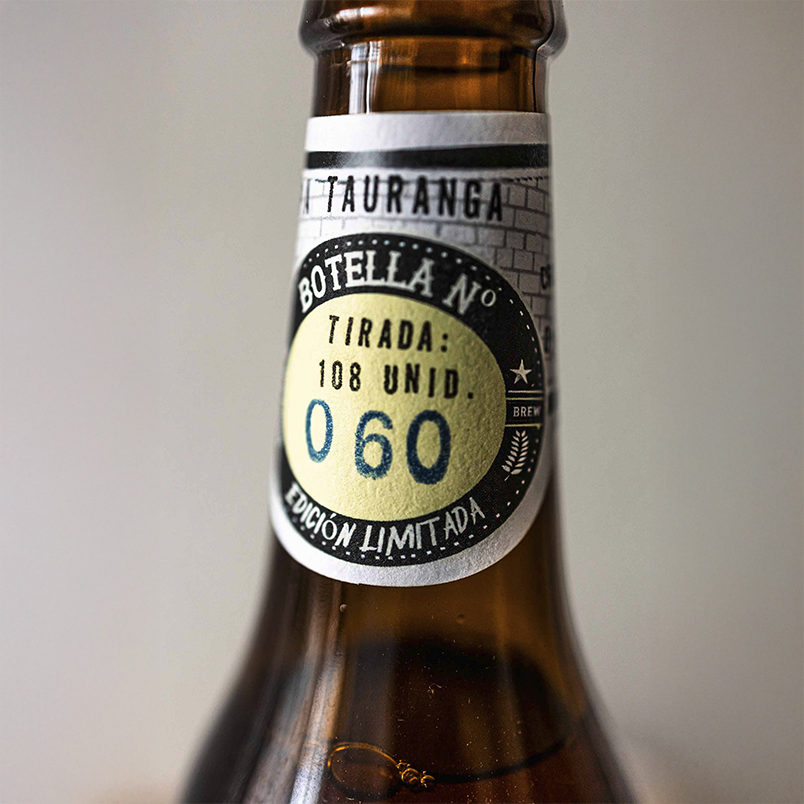 TAURANGA
BOTELLA Nº
TIRADA:
108 UNID.
060
BREW
EDICIÓN LIMITADA